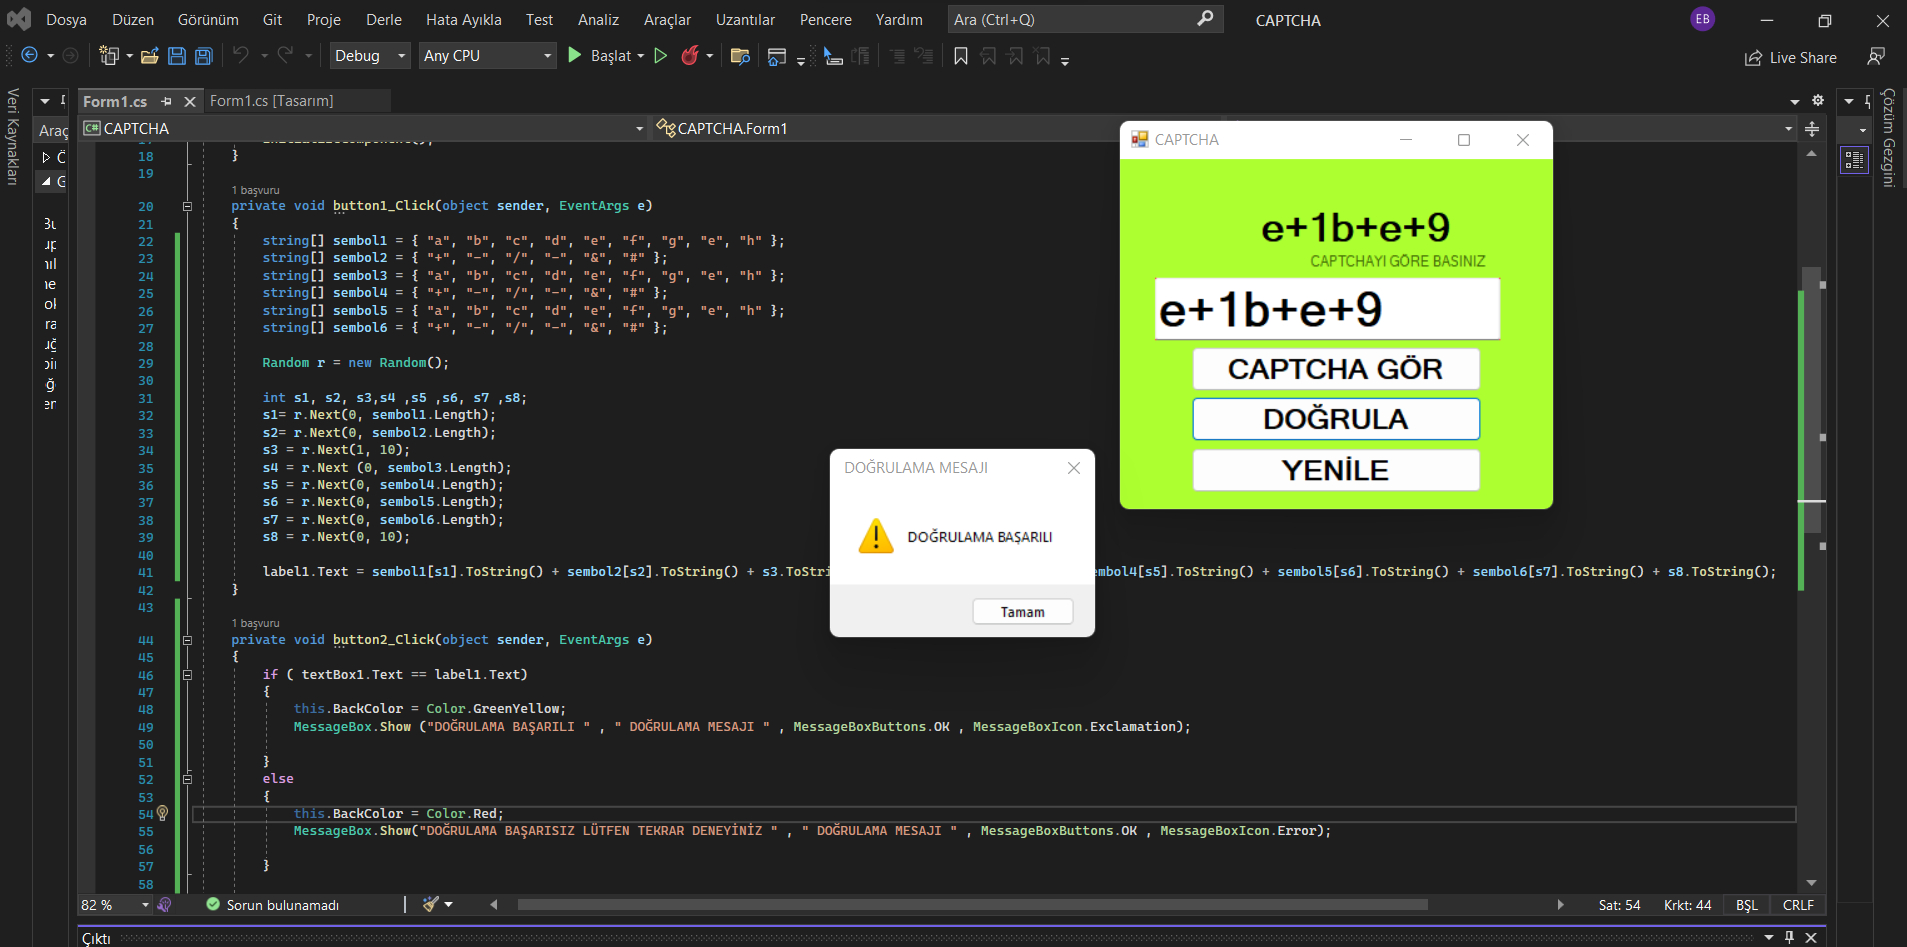 Dosya Düzen Görünüm Git Proje Derle Hata Ayıkla Test Analiz Araçlar Uzantılar Pencere Yardım Ara (Ctrl+Q) CAPTCHA EB
Debug Any CPU Başlat Live Share
Veri Kaynakları
Form1.cs Form1.cs [Tasarım]
Araç
CAPTCHA CAPTCHA.Form1
Çözüm Gezgini
18 }
19
1 başvuru
20 private void button1_Click(object sender, EventArgs e)
21 {
22 string[] sembol1 = { "a", "b", "c", "d", "e", "f", "g", "e", "h" };
23 string[] sembol2 = { "+", "-", "/", "-", "&", "#" };
24 string[] sembol3 = { "a", "b", "c", "d", "e", "f", "g", "e", "h" };
25 string[] sembol4 = { "+", "-", "/", "-", "&", "#" };
26 string[] sembol5 = { "a", "b", "c", "d", "e", "f", "g", "e", "h" };
27 string[] sembol6 = { "+", "-", "/", "-", "&", "#" };
28
29 Random r = new Random();
30
31 int s1, s2, s3,s4 ,s5 ,s6, s7 ,s8;
32 s1= r.Next(0, sembol1.Length);
33 s2= r.Next(0, sembol2.Length);
34 s3 = r.Next(1, 10);
35 s4 = r.Next (0, sembol3.Length);
36 s5 = r.Next(0, sembol4.Length);
37 s6 = r.Next(0, sembol5.Length);
38 s7 = r.Next(0, sembol6.Length);
39 s8 = r.Next(0, 10);
40
41 label1.Text = sembol1[s1].ToString() + sembol2[s2].ToString() + s3.ToStri mbol4[s5].ToString() + sembol5[s6].ToString() + sembol6[s7].ToString() + s8.ToString();
42 }
43
1 başvuru
44 private void button2_Click(object sender, EventArgs e)
45 {
46 if ( textBox1.Text == label1.Text)
47 {
48 this.BackColor = Color.GreenYellow;
49 MessageBox.Show ("DOĞRULAMA BAŞARILI " , " DOĞRULAMA MESAJI " , MessageBoxButtons.OK , MessageBoxIcon.Exclamation);
50
51 }
52 else
53 {
54 this.BackColor = Color.Red;
55 MessageBox.Show("DOĞRULAMA BAŞARISIZ LÜTFEN TEKRAR DENEYİNİZ " , " DOĞRULAMA MESAJI " , MessageBoxButtons.OK , MessageBoxIcon.Error);
56
57 }
58
CAPTCHA
e+1b+e+9
CAPTCHAYI GÖRE BASINIZ
e+1b+e+9
CAPTCHA GÖR
DOĞRULA
YENİLE
DOĞRULAMA MESAJI
DOĞRULAMA BAŞARILI
Tamam
82 % Sorun bulunamadı Sat: 54 Krkt: 44 BŞL CRLF
Çıktı